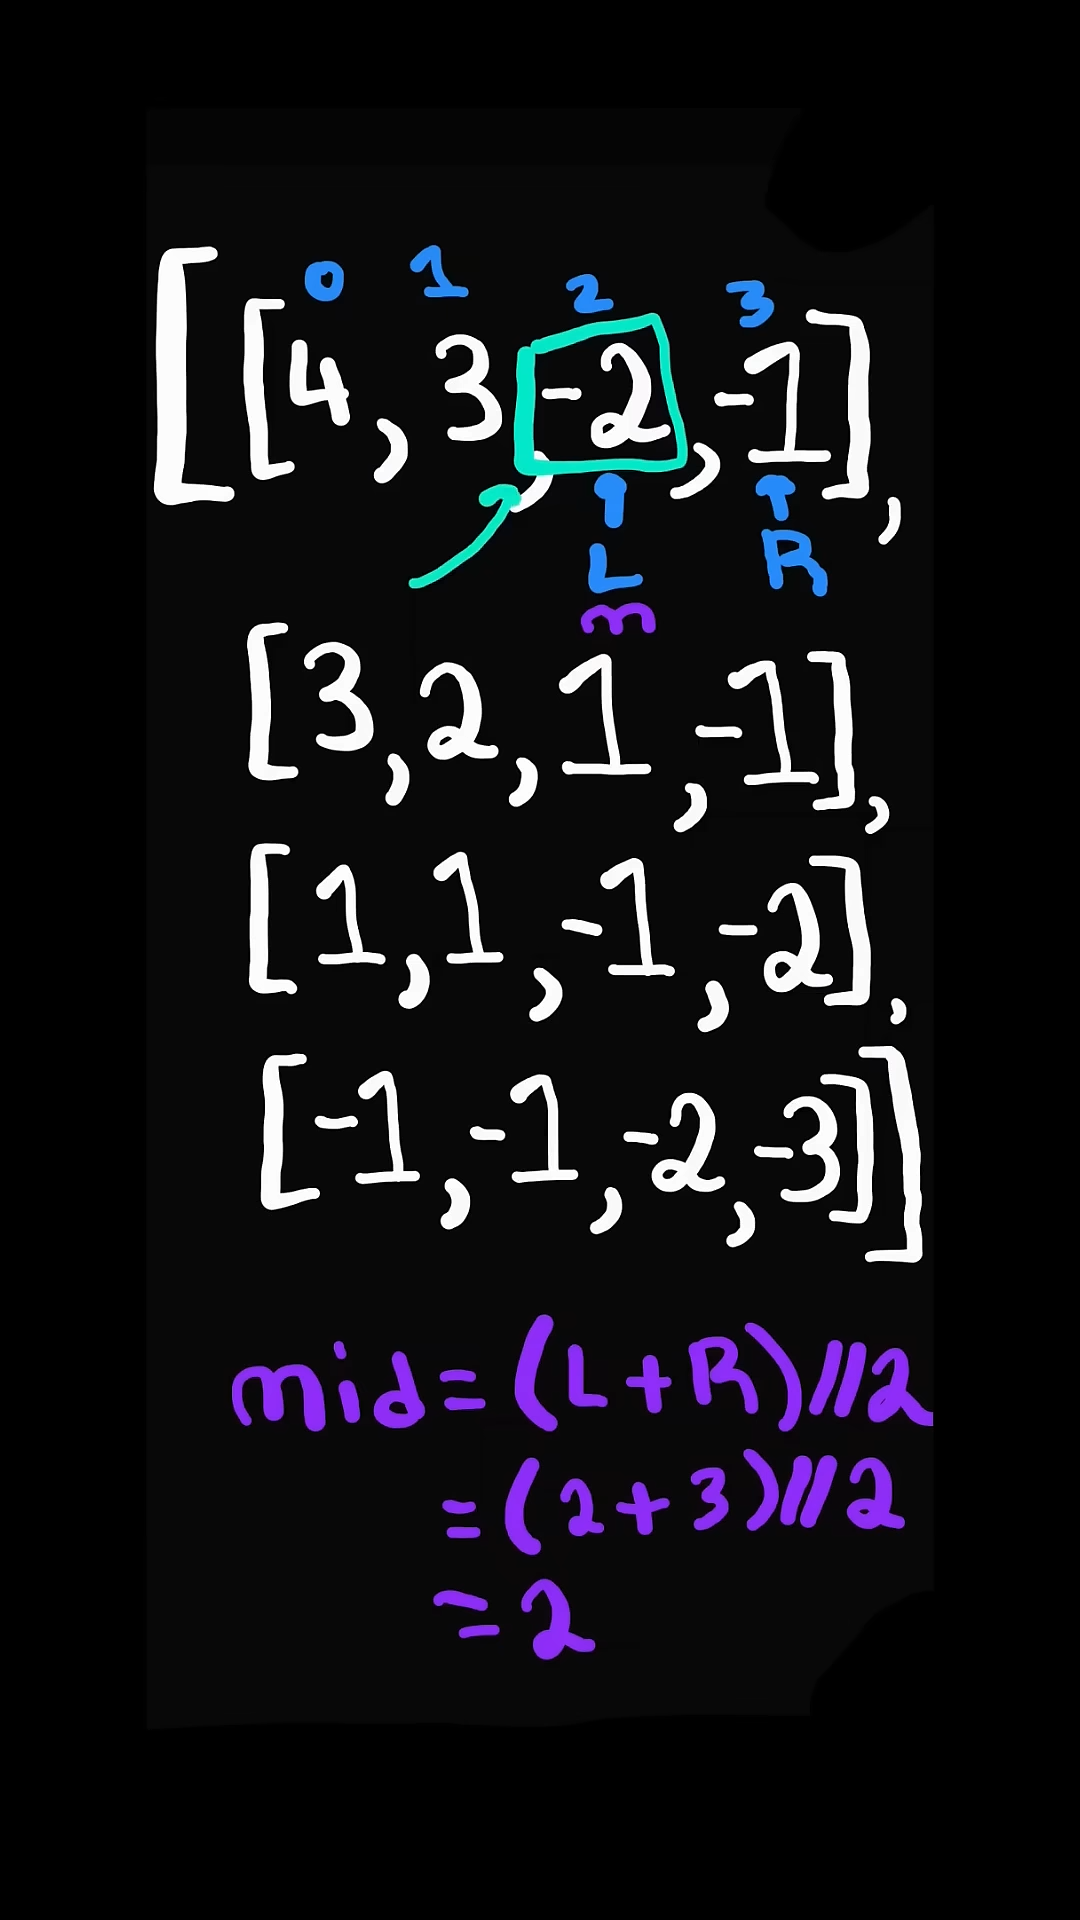 0 1 2 3
[[4, 3, -2, -1],
L R
m
[3, 2, 1, -1],
[1, 1, -1, -2],
[-1, -1, -2, -3]]
mid = (L+R)//2
= (2+3)//2
= 2